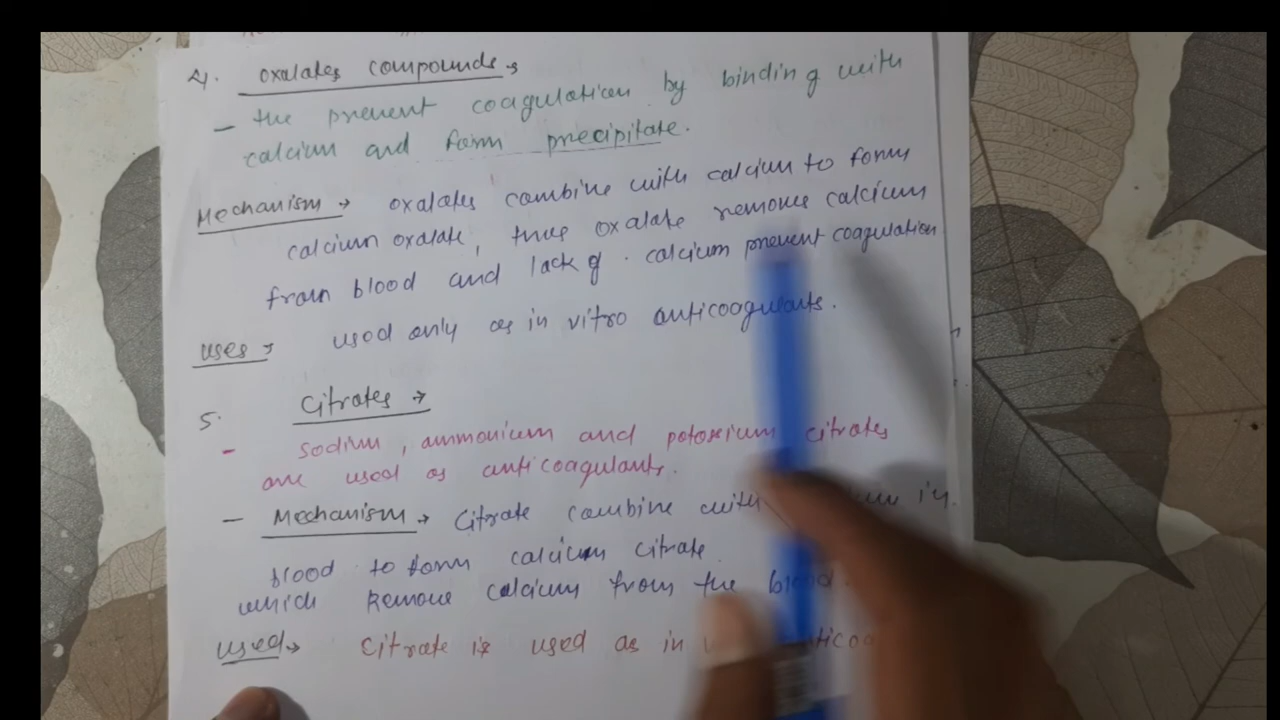 4. oxalates compounds →
- the prevent coagulation by binding with
calcium and form precipitate.
Mechanism → oxalates combine with calcium to form
calcium oxalate, thus oxalate remove calcium
from blood and lack of . calcium prevent coagulation
uses → used only as in vitro anticoagulants.
5. Citrates →
- sodium, ammonium and potassium citrates
are used as anticoagulants.
- Mechanism → Citrate combine with in
blood to form calcium citrate
which Remove calcium from the blood.
used → Citrate is used as in